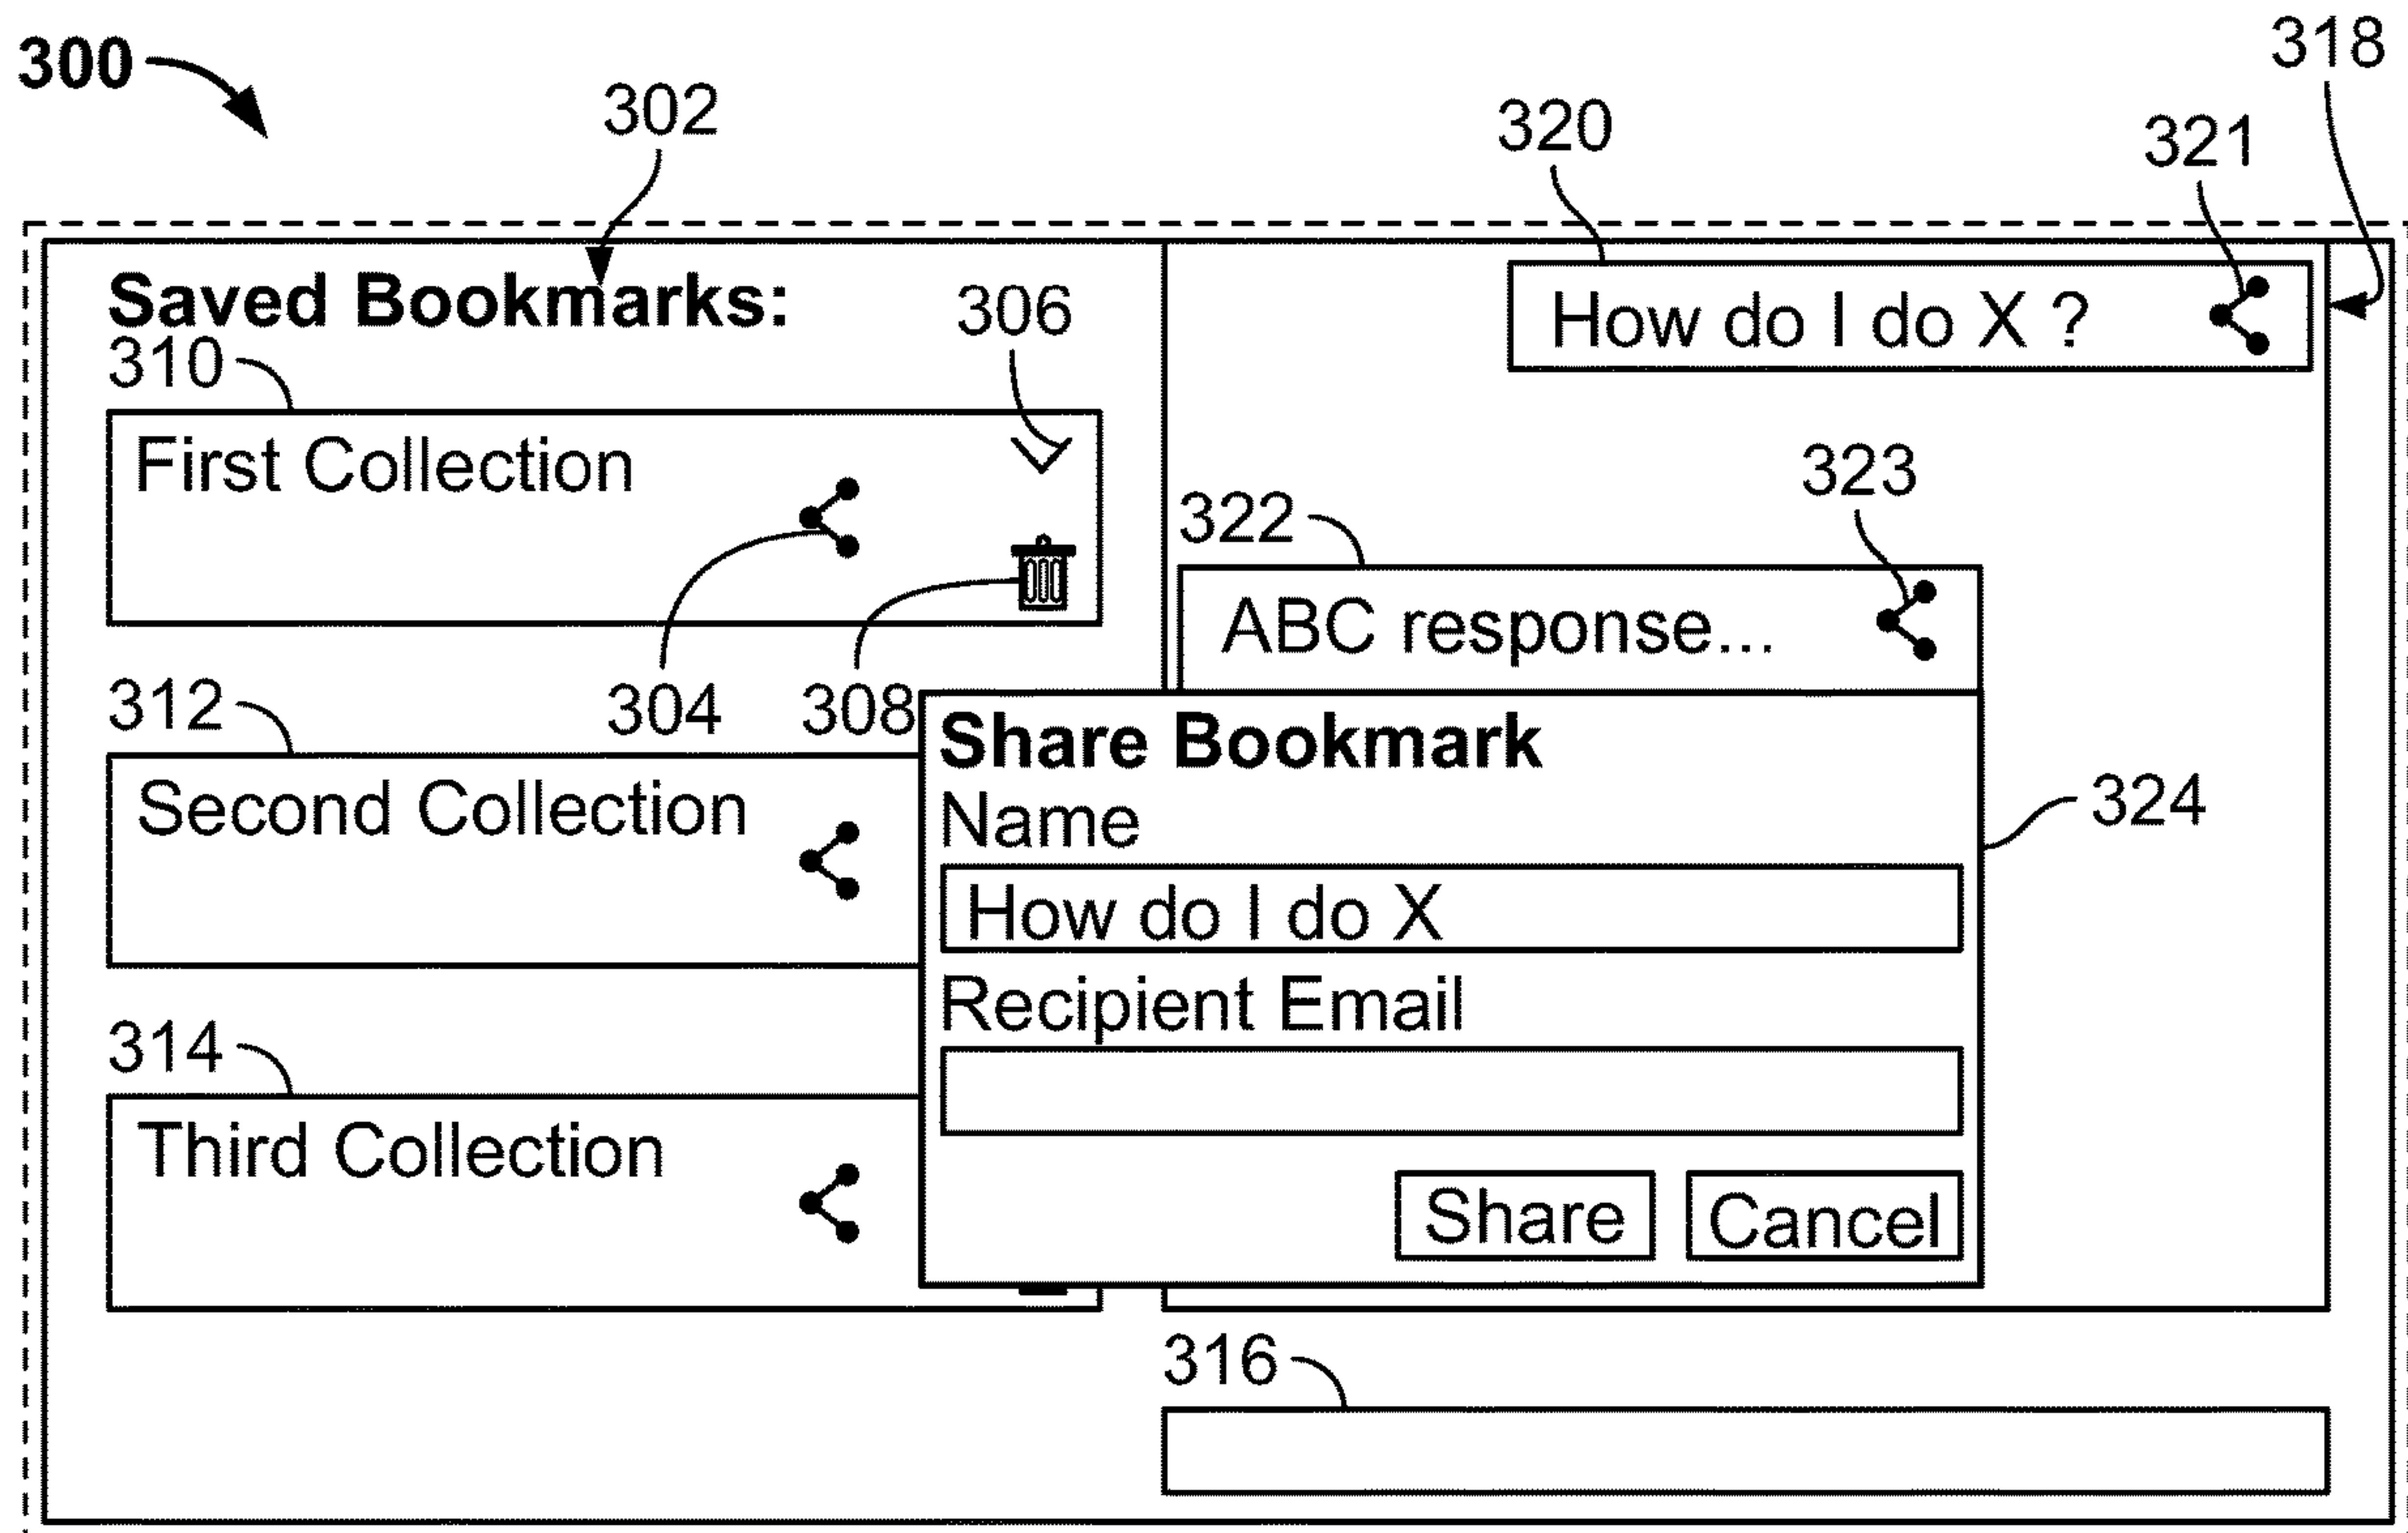 300
302
318
320
321
Saved Bookmarks:
306
How do I do X ?
310
First Collection
323
322
ABC response...
304
308
312
Second Collection
Share Bookmark
Name
324
How do I do X
Recipient Email
314
Third Collection
Share
Cancel
316